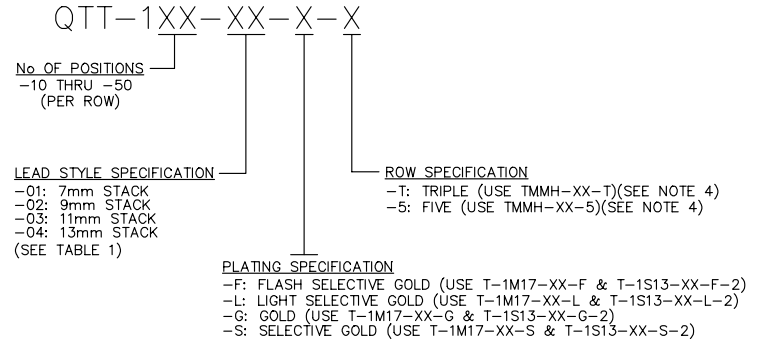 QTT-1XX-XX-X-X
No OF POSITIONS
-10 THRU -50
(PER ROW)
LEAD STYLE SPECIFICATION
-01: 7mm STACK
-02: 9mm STACK
-03: 11mm STACK
-04: 13mm STACK
(SEE TABLE 1)
ROW SPECIFICATION
-T: TRIPLE (USE TMMH-XX-T)(SEE NOTE 4)
-5: FIVE (USE TMMH-XX-5)(SEE NOTE 4)
PLATING SPECIFICATION
-F: FLASH SELECTIVE GOLD (USE T-1M17-XX-F & T-1S13-XX-F-2)
-L: LIGHT SELECTIVE GOLD (USE T-1M17-XX-L & T-1S13-XX-L-2)
-G: GOLD (USE T-1M17-XX-G & T-1S13-XX-G-2)
-S: SELECTIVE GOLD (USE T-1M17-XX-S & T-1S13-XX-S-2)